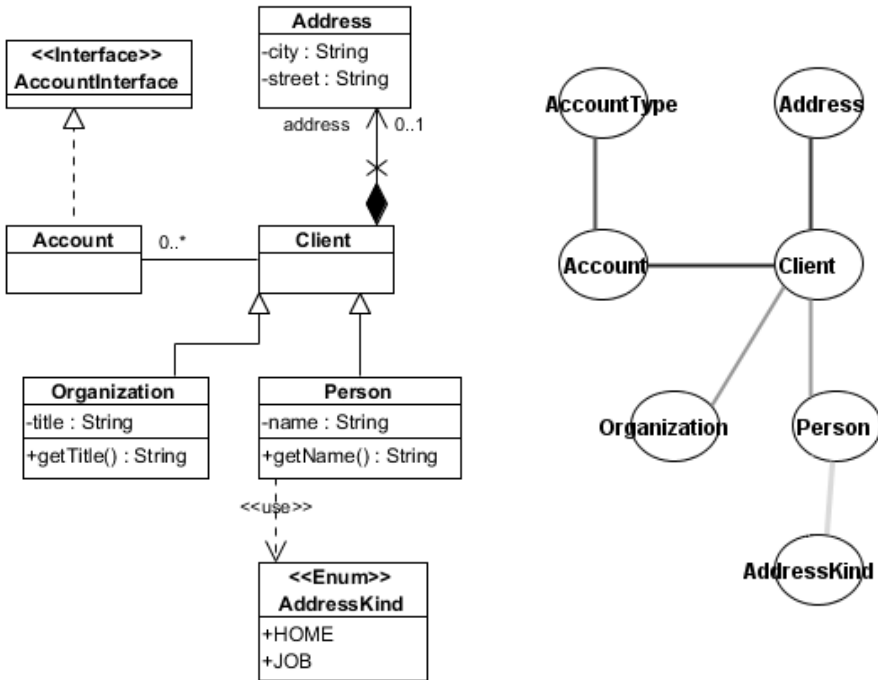 Address
-city : String
-street : String
<<Interface>>
AccountInterface
address
0..1
Account
0..*
Client
Organization
-title : String
+getTitle() : String
Person
-name : String
+getName() : String
<<use>>
<<Enum>>
AddressKind
+HOME
+JOB
AccountType
Address
Account
Client
Organization
Person
AddressKind